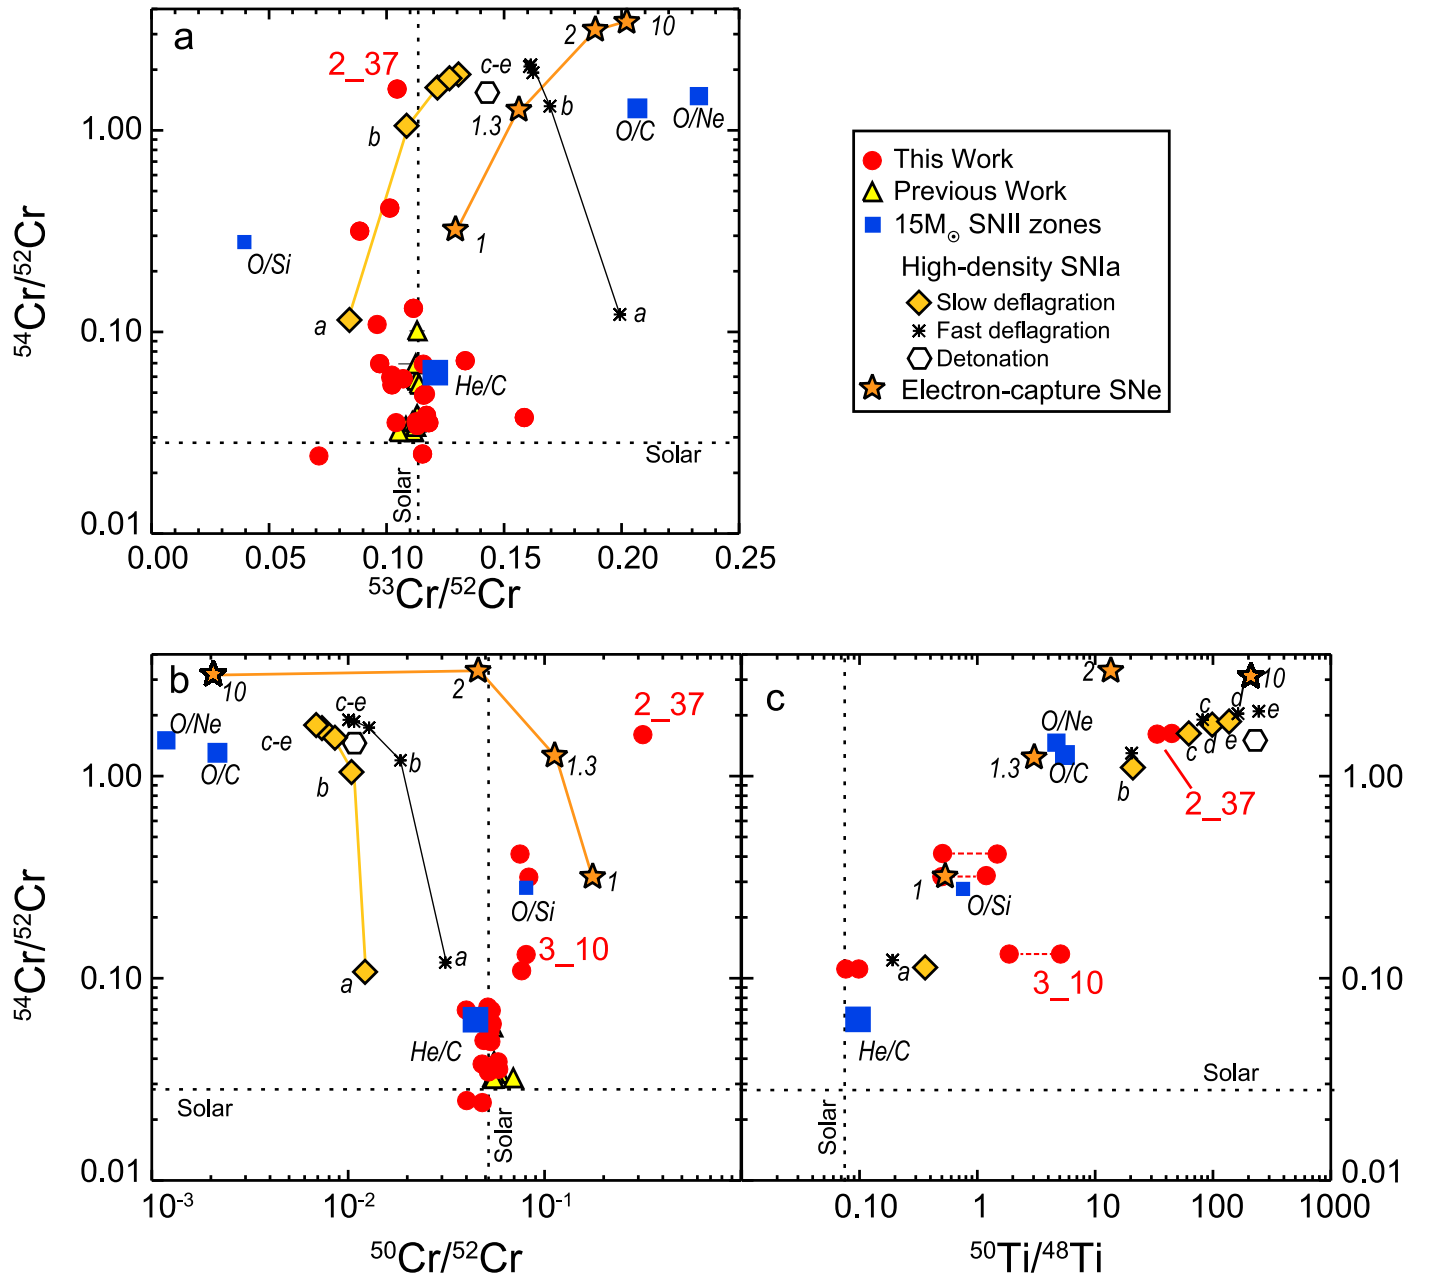 a
2_37
c-e
2
10
b
1.3
b
O/C
O/Ne
1
O/Si
a
a
He/C
Solar
Solar
1.00
0.10
0.01
0.00
0.05
0.10
0.15
0.20
0.25
⁵⁴Cr/⁵²Cr
⁵³Cr/⁵²Cr
This Work
Previous Work
15M☉ SNII zones
High-density SNIa
Slow deflagration
Fast deflagration
Detonation
Electron-capture SNe
b
10
2
O/Ne
c-e
2_37
c-e
O/C
b
b
1.3
1
O/Si
3_10
a
a
He/C
Solar
Solar
1.00
0.10
0.01
10⁻³
10⁻²
10⁻¹
⁵⁴Cr/⁵²Cr
⁵⁰Cr/⁵²Cr
c
2
10
c
d
e
O/Ne
1.3
O/C
c
d
e
b
2_37
1
O/Si
a
3_10
He/C
Solar
Solar
1.00
0.10
0.01
0.10
1
10
100
1000
⁵⁰Ti/⁴⁸Ti